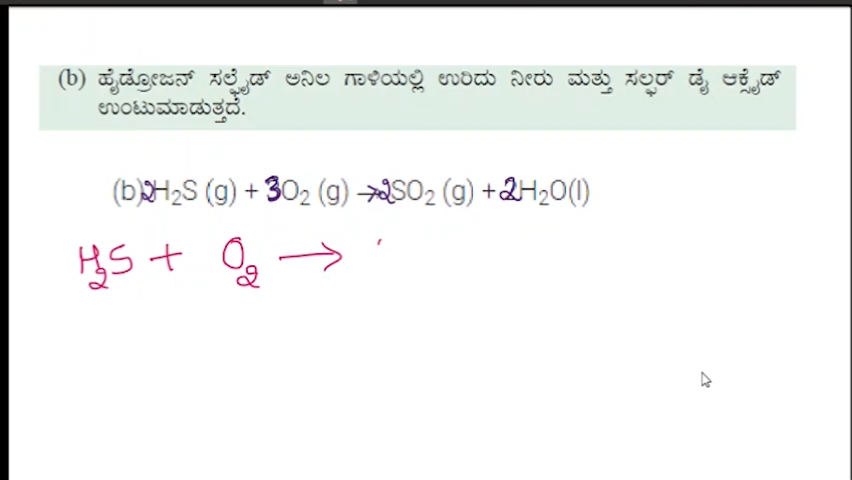 (b) ಹೈಡ್ರೋಜನ್ ಸಲ್ಫೈಡ್ ಅನಿಲ ಗಾಳಿಯಲ್ಲಿ ಉರಿದು ನೀರು ಮತ್ತು ಸಲ್ಫರ್ ಡೈ ಆಕ್ಸೈಡ್
ಉಂಟುಮಾಡುತ್ತದೆ.
(b)2H₂S (g) + 3O₂ (g) →2SO₂ (g) +2H₂O(l)
H₂S + O₂ →